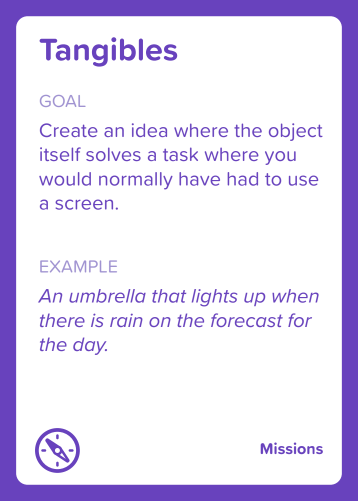 Tangibles
GOAL
Create an idea where the object
itself solves a task where you
would normally have had to use
a screen.
EXAMPLE
An umbrella that lights up when
there is rain on the forecast for
the day.
Missions